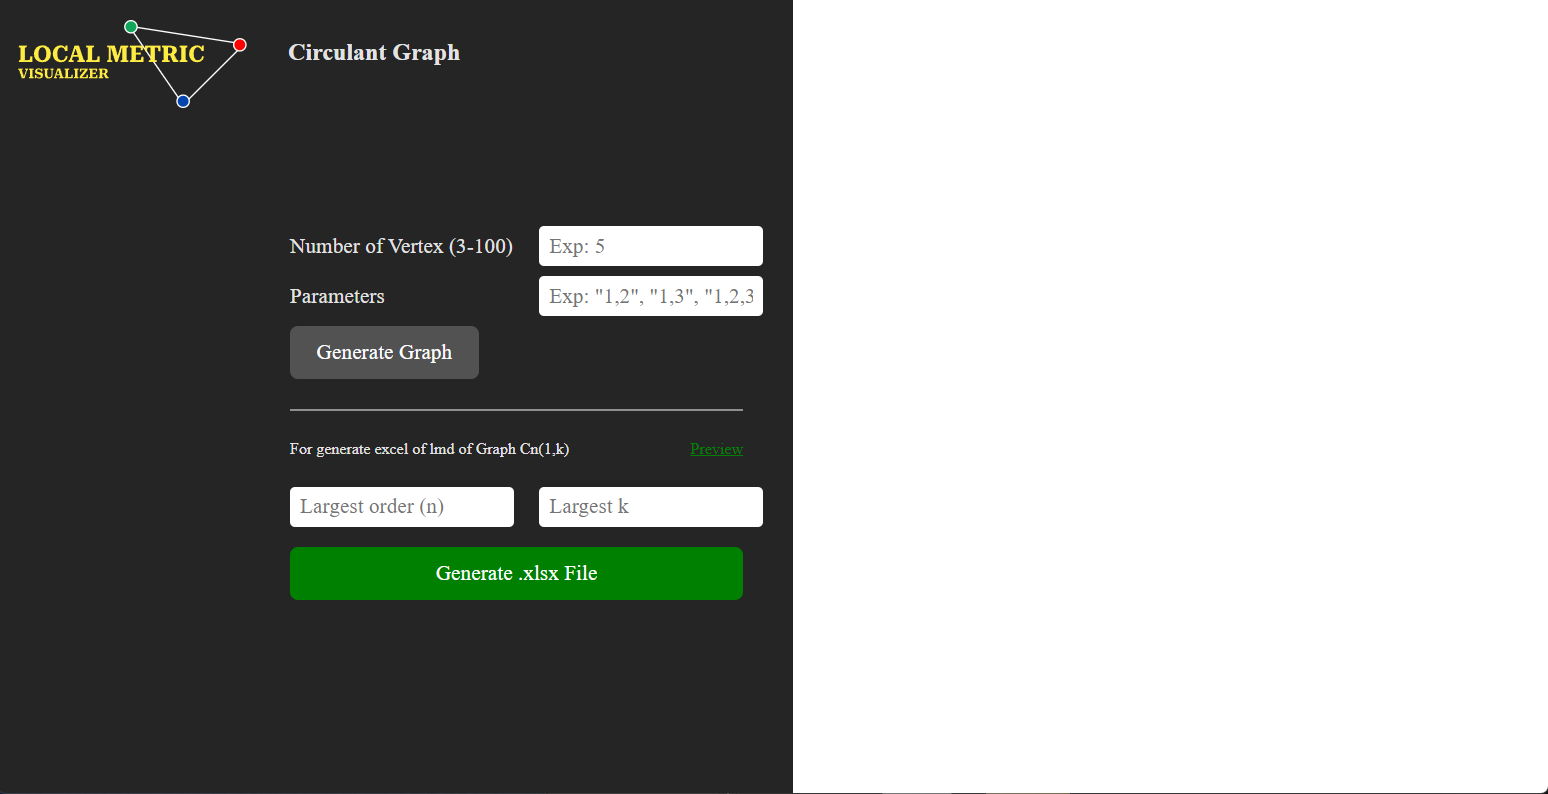 LOCAL METRIC
VISUALIZER
Circulant Graph
Number of Vertex (3-100)
Exp: 5
Parameters
Exp: "1,2", "1,3", "1,2,3
Generate Graph
For generate excel of lmd of Graph Cn(1,k)
Preview
Largest order (n)
Largest k
Generate .xlsx File